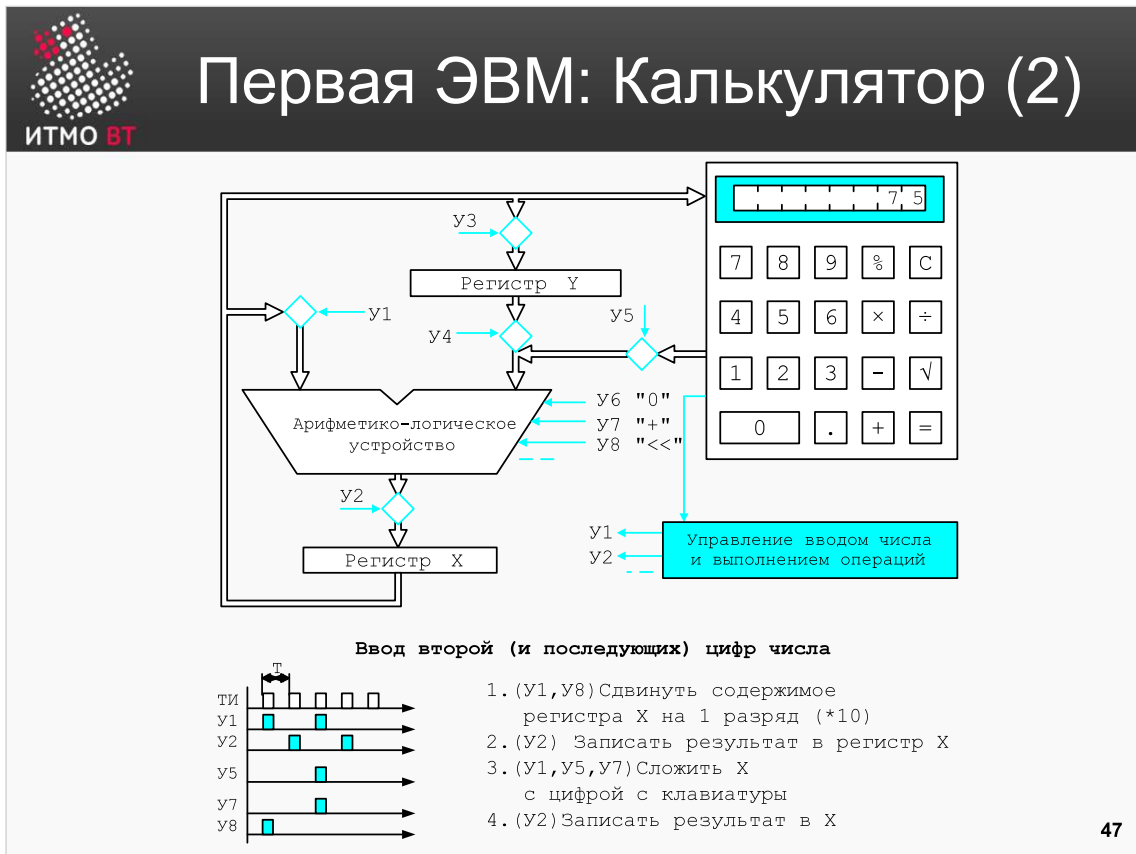 Первая ЭВМ: Калькулятор (2)
ИТМО ВТ
7 5
У3
Регистр Y
7 8 9 % C
У1
У4
У5
4 5 6 × ÷
1 2 3 − √
У6 "0"
Арифметико-логическое
устройство
У7 "+"
У8 "<<"
0 . + =
У2
У1
У2
Управление вводом числа
и выполнением операций
Регистр X
Ввод второй (и последующих) цифр числа
T
ТИ
У1
У2
У5
У7
У8
1.(У1,У8)Сдвинуть содержимое
регистра X на 1 разряд (*10)
2.(У2) Записать результат в регистр X
3.(У1,У5,У7)Сложить X
с цифрой с клавиатуры
4.(У2)Записать результат в X
47